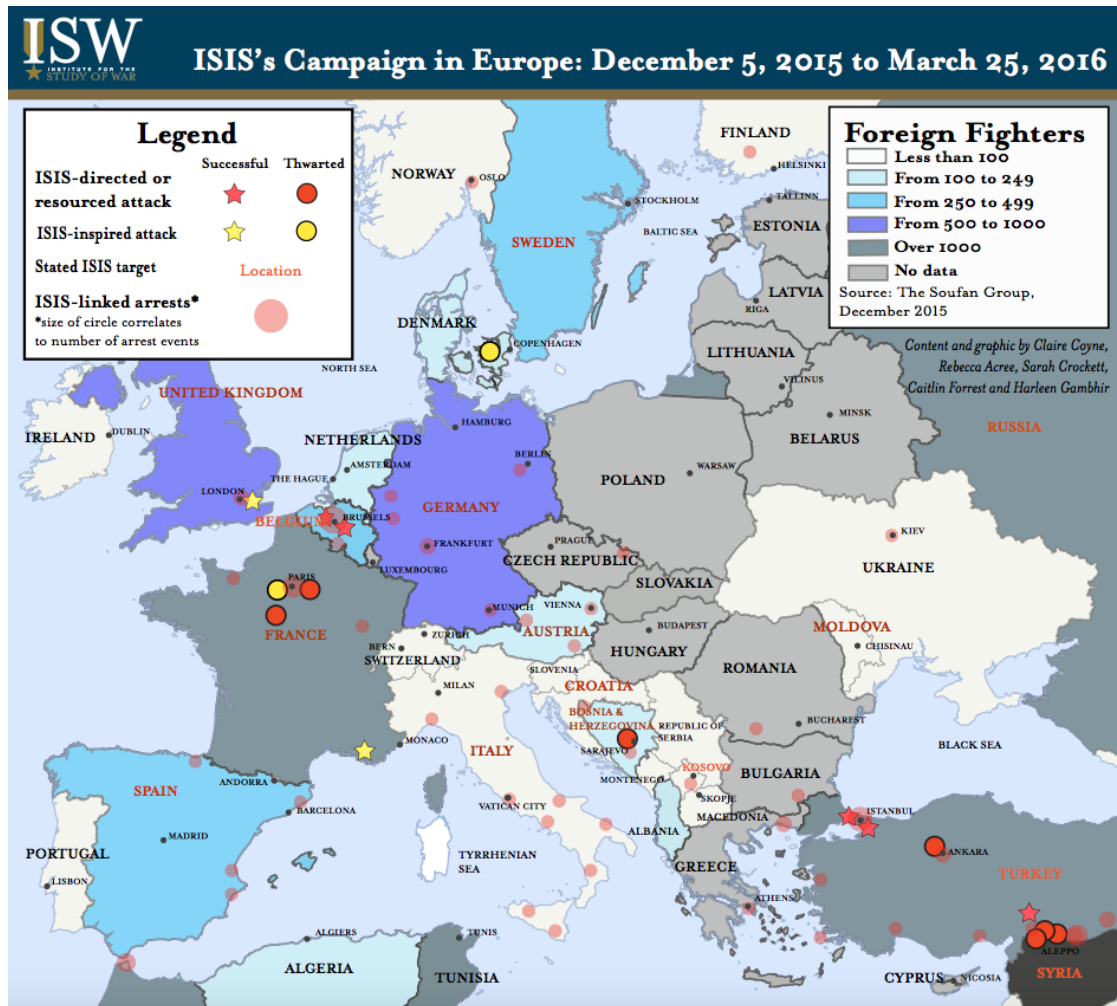 ISW
INSTITUTE FOR THE
STUDY OF WAR
ISIS's Campaign in Europe: December 5, 2015 to March 25, 2016
Legend
Successful Thwarted
ISIS-directed or
resourced attack
ISIS-inspired attack
Stated ISIS target Location
ISIS-linked arrests*
*size of circle correlates
to number of arrest events
Foreign Fighters
Less than 100
From 100 to 249
From 250 to 499
From 500 to 1000
Over 1000
No data
Source: The Soufan Group,
December 2015
Content and graphic by Claire Coyne,
Rebecca Acree, Sarah Crockett,
Caitlin Forrest and Harleen Gambhir
FINLAND
HELSINKI
NORWAY
OSLO
STOCKHOLM
TALLINN
ESTONIA
BALTIC SEA
SWEDEN
LATVIA
RIGA
DENMARK
COPENHAGEN
LITHUANIA
VILINUS
NORTH SEA
UNITED KINGDOM
MINSK
BELARUS
RUSSIA
IRELAND
DUBLIN
HAMBURG
NETHERLANDS
AMSTERDAM
BERLIN
THE HAGUE
WARSAW
POLAND
LONDON
GERMANY
BELGIUM
BRUSSELS
KIEV
FRANKFURT
PRAGUE
CZECH REPUBLIC
UKRAINE
LUXEMBOURG
SLOVAKIA
PARIS
MUNICH
VIENNA
FRANCE
ZURICH
AUSTRIA
BUDAPEST
MOLDOVA
CHISINAU
BERN
SWITZERLAND
HUNGARY
SLOVENIA
ROMANIA
MILAN
CROATIA
BOSNIA &
HERZEGOVINA
REPUBLIC OF
SERBIA
BUCHAREST
MONACO
ITALY
SARAJEVO
BLACK SEA
KOSOVO
MONTENEGO
BULGARIA
ANDORRA
SPAIN
BARCELONA
VATICAN CITY
SKOPJE
MACEDONIA
ISTANBUL
MADRID
ALBANIA
PORTUGAL
TYRRHENIAN
SEA
GREECE
ANKARA
TURKEY
LISBON
ATHENS
ALGIERS
TUNIS
ALEPPO
ALGERIA
TUNISIA
CYPRUS
NICOSIA
SYRIA